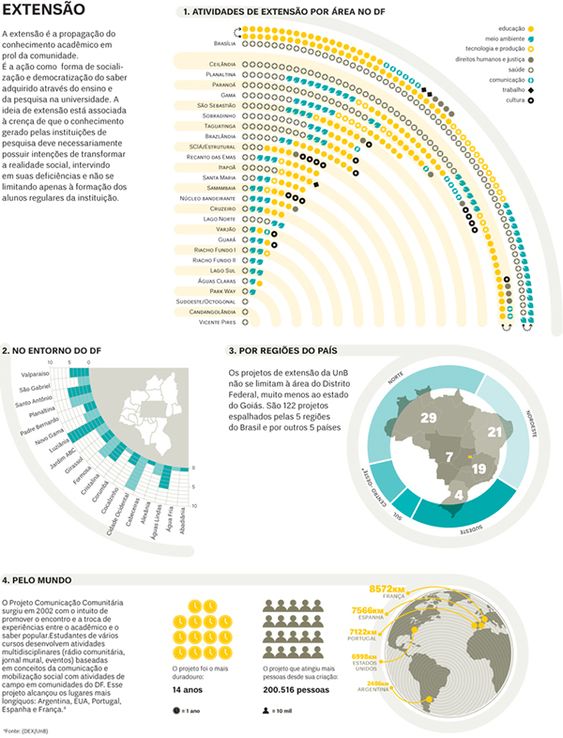 EXTENSÃO
A extensão é a propagação do
conhecimento acadêmico em
prol da comunidade.
É a ação como forma de sociali-
zação e democratização do saber
adquirido através do ensino e
da pesquisa na universidade. A
ideia de extensão está associada
à crença de que o conhecimento
gerado pelas instituições de
pesquisa deve necessariamente
possuir intenções de transformar
a realidade social, intervindo
em suas deficiências e não se
limitando apenas à formação dos
alunos regulares da instituição.
1. ATIVIDADES DE EXTENSÃO POR ÁREA NO DF
educação
meio ambiente
tecnologia e produção
direitos humanos e justiça
saúde
comunicação
trabalho
cultura
BRASÍLIA
CEILÂNDIA
PLANALTINA
PARANOÁ
GAMA
SÃO SEBASTIÃO
SOBRADINHO
TAGUATINGA
BRAZLÂNDIA
SCIA/ESTRUTURAL
RECANTO DAS EMAS
ITAPOÃ
SANTA MARIA
SAMAMBAIA
NÚCLEO BANDEIRANTE
CRUZEIRO
LAGO NORTE
VARJÃO
GUARÁ
RIACHO FUNDO I
RIACHO FUNDO II
LAGO SUL
ÁGUAS CLARAS
PARK WAY
SUDOESTE/OCTOGONAL
CANDANGOLÂNDIA
VICENTE PIRES
2. NO ENTORNO DO DF
10 5 0
Valparaíso
São Gabriel
Santo Antônio
Planaltina
Padre Bernardo
Novo Gama
Luziânia
Jardim ABC
Girassol
Formosa
Cristalina
Corumbá
Cocalzinho
Cidade Ocidental
Cabeceiras
Alexânia
Águas Lindas
Água Fria
Abadiânia
0
5
10
3. POR REGIÕES DO PAÍS
Os projetos de extensão da UnB
não se limitam à área do Distrito
Federal, muito menos ao estado
do Goiás. São 122 projetos
espalhados pelas 5 regiões
do Brasil e por outros 5 países
NORTE
NORDESTE
CENTRO-OESTE*
SUL
SUDESTE
29
21
7
19
4
4. PELO MUNDO
O Projeto Comunicação Comunitária
surgiu em 2002 com o intuito de
promover o encontro e a troca de
experiências entre o acadêmico e o
saber popular.Estudantes de vários
cursos desenvolvem atividades
multidisciplinares (rádio comunitária,
jornal mural, eventos) baseadas
em conceitos da comunicação e
mobilização social com atividades de
campo em comunidades do DF. Esse
projeto alcançou os lugares mais
longíquos: Argentina, EUA, Portugal,
Espanha e França.*
O projeto foi o mais
duradouro:
14 anos
= 1 ano
O projeto que atingiu mais
pessoas desde sua criação:
200.516 pessoas
= 10 mil
8572KM
FRANÇA
7566KM
ESPANHA
7122KM
PORTUGAL
6998KM
ESTADOS
UNIDOS
2486KM
ARGENTINA
*Fonte: (DEX/UnB)